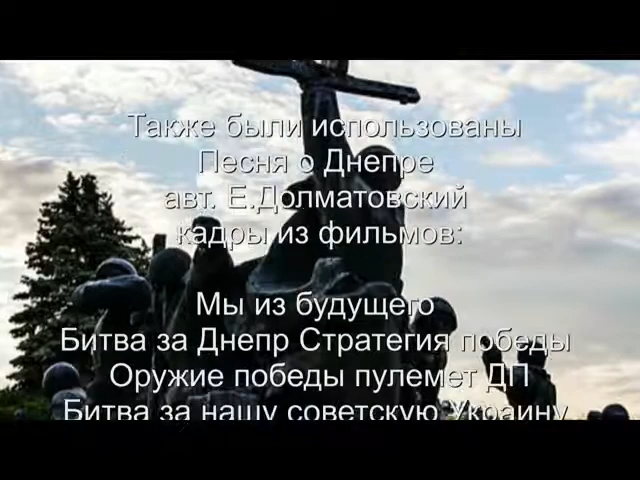 Также были использованы
Песня о Днепре
авт. Е.Долматовский
кадры из фильмов:
Мы из будущего
Битва за Днепр Стратегия победы
Оружие победы пулемет ДП
Битва за нашу советскую Украину